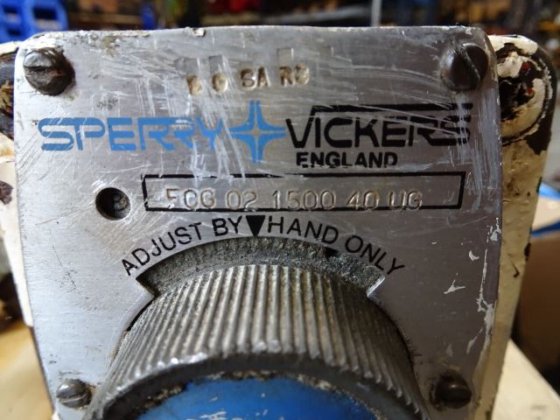 SPERRY VICKERS
ENGLAND
FCG 02 1500 40 UG
ADJUST BY HAND ONLY